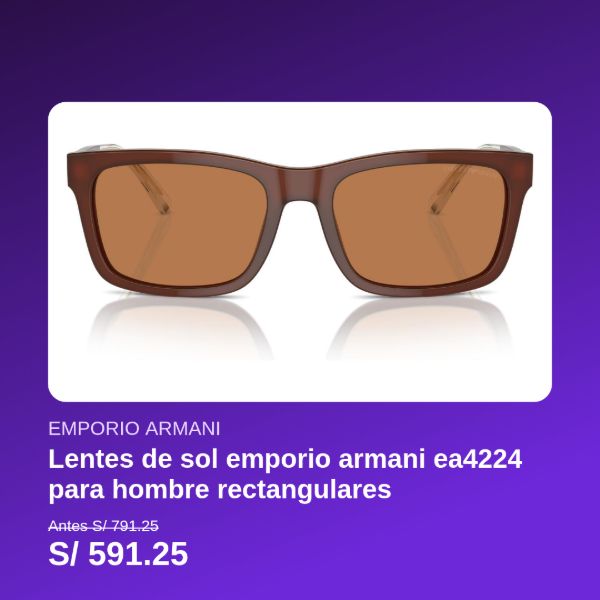 EMPORIO ARMANI
Lentes de sol emporio armani ea4224
para hombre rectangulares
Antes S/ 791.25
S/ 591.25